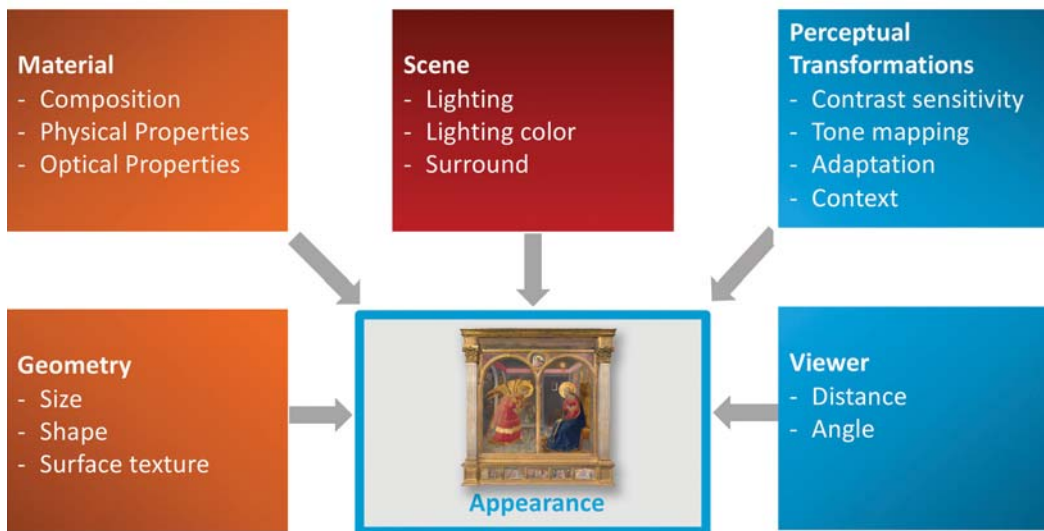 Material
- Composition
- Physical Properties
- Optical Properties
Scene
- Lighting
- Lighting color
- Surround
Perceptual
Transformations
- Contrast sensitivity
- Tone mapping
- Adaptation
- Context
Geometry
- Size
- Shape
- Surface texture
Appearance
Viewer
- Distance
- Angle